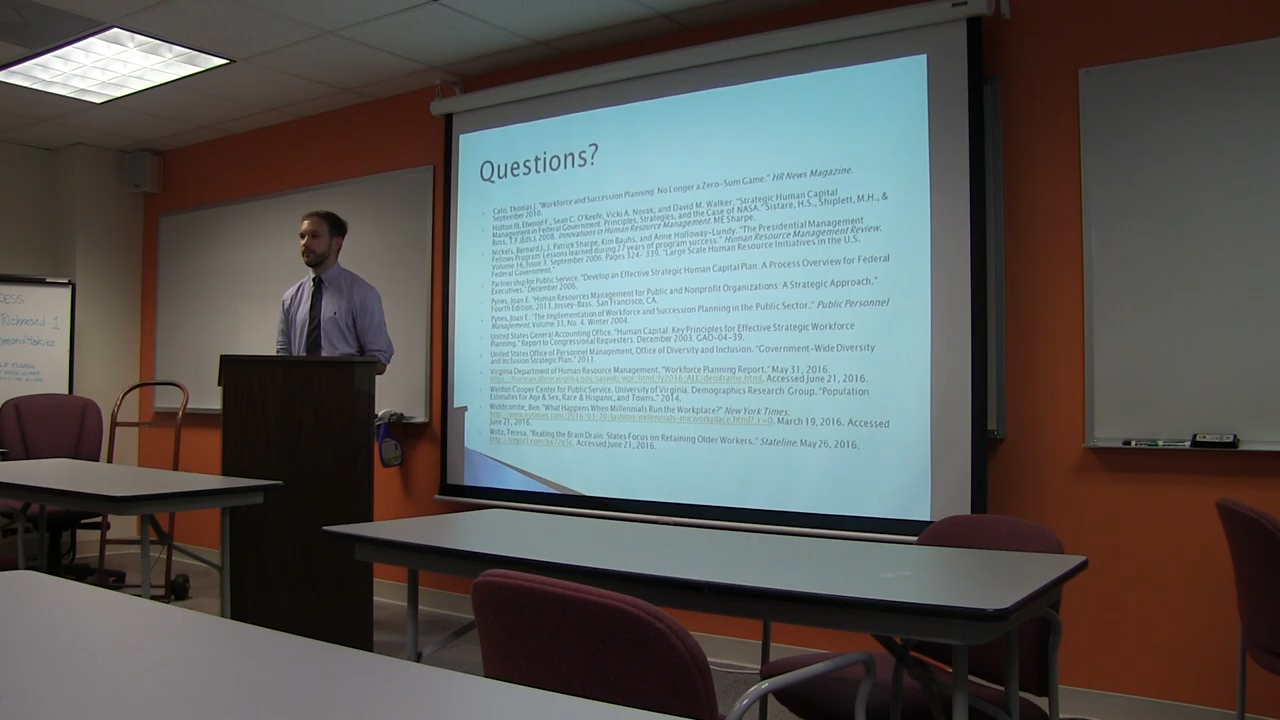 Questions?
Calo, Thomas J. "Workforce and Succession Planning: No Longer a Zero-Sum Game." HR News Magazine.
September 2010.
Holton III, Elwood F., Sean C. O'Keefe, Vicki A. Novak, and David M. Walker. "Strategic Human Capital
Management in Federal Government: Principles, Strategies, and the Case of NASA." Sistare, H.S., Shiplett, M.H., &
Buss, T.F.(Eds.). 2008. Innovations in Human Resource Management. ME Sharpe.
Nickels, Bernard J., J. Patrick Sharpe, Kim Bauhs, and Anne Holloway-Lundy. "The Presidential Management
Fellows Program: Lessons learned during 27 years of program success." Human Resource Management Review,
Volume 16, Issue 3. September 2006. Pages 324- 339. "Large Scale Human Resource Initiatives in the U.S.
Federal Government."
Partnership for Public Service. "Develop an Effective Strategic Human Capital Plan: A Process Overview for Federal
Executives." December 2006.
Pynes, Joan E. "Human Resources Management for Public and Nonprofit Organizations: A Strategic Approach."
Fourth Edition, 2013. Jossey-Bass. San Francisco, CA.
Pynes, Joan E. "The Implementation of Workforce and Succession Planning in the Public Sector." Public Personnel
Management. Volume 33, No. 4. Winter 2004.
United States General Accounting Office. "Human Capital: Key Principles for Effective Strategic Workforce
Planning." Report to Congressional Requesters. December 2003. GAO-04-39.
United States Office of Personnel Management, Office of Diversity and Inclusion. "Government-Wide Diversity
and Inclusion Strategic Plan." 2011.
Virginia Department of Human Resource Management. "Workforce Planning Report." May 31, 2016.
Accessed June 21, 2016.
Weldon Cooper Center for Public Service. University of Virginia. Demographics Research Group. "Population
Estimates for Age & Sex, Race & Hispanic, and Towns." 2014.
Widdicombe, Ben. "What Happens When Millennials Run the Workplace?" New York Times.
March 19, 2016. Accessed
June 21, 2016.
Wiltz, Teresa. "Beating the Brain Drain: States Focus on Retaining Older Workers." Stateline. May 26, 2016.
Accessed June 21, 2016.
Richmond-1